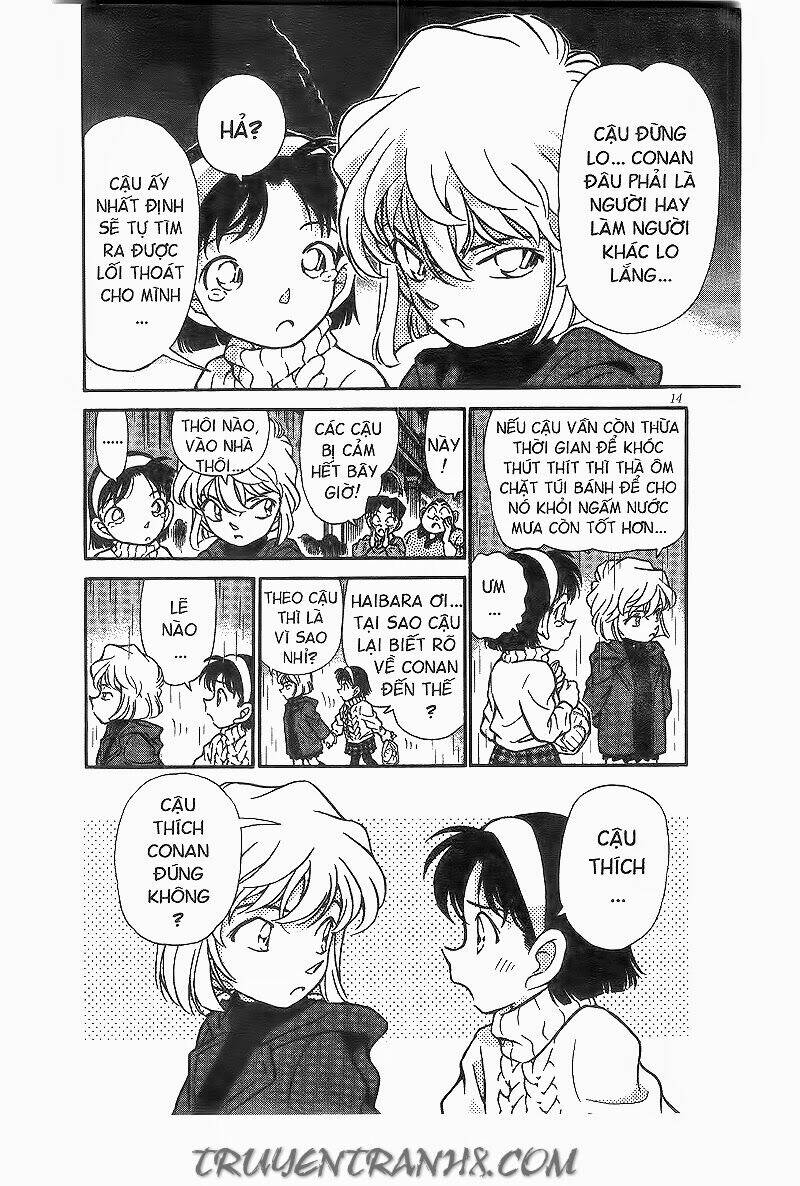 CẬU ĐỪNG
LO... CONAN
ĐÂU PHẢI LÀ
NGƯỜI HAY
LÀM NGƯỜI
KHÁC LO
LẮNG...
HẢ?
CẬU ẤY
NHẤT ĐỊNH
SẼ TỰ TÌM
RA ĐƯỢC
LỐI THOÁT
CHO MÌNH
...
14
NẾU CẬU VẪN CÒN THỪA
THỜI GIAN ĐỂ KHÓC
THÚT THÍT THÌ THÀ ÔM
CHẶT TÚI BÁNH ĐỂ CHO
NÓ KHỎI NGẤM NƯỚC
MƯA CÒN TỐT HƠN...
ƯM
...
NÀY
!
CÁC CẬU
BỊ CẢM
HẾT BÂY
GIỜ!
THÔI NÀO,
VÀO NHÀ
THÔI...
.....
HAIBARA ƠI...
TẠI SAO CẬU
LẠI BIẾT RÕ
VỀ CONAN
ĐẾN THẾ
?
THEO CẬU
THÌ LÀ
VÌ SAO
NHỈ?
LẼ
NÀO
...
CẬU
THÍCH
...
CẬU
THÍCH
CONAN
ĐÚNG
KHÔNG
?
TRUYENTRANH8.COM